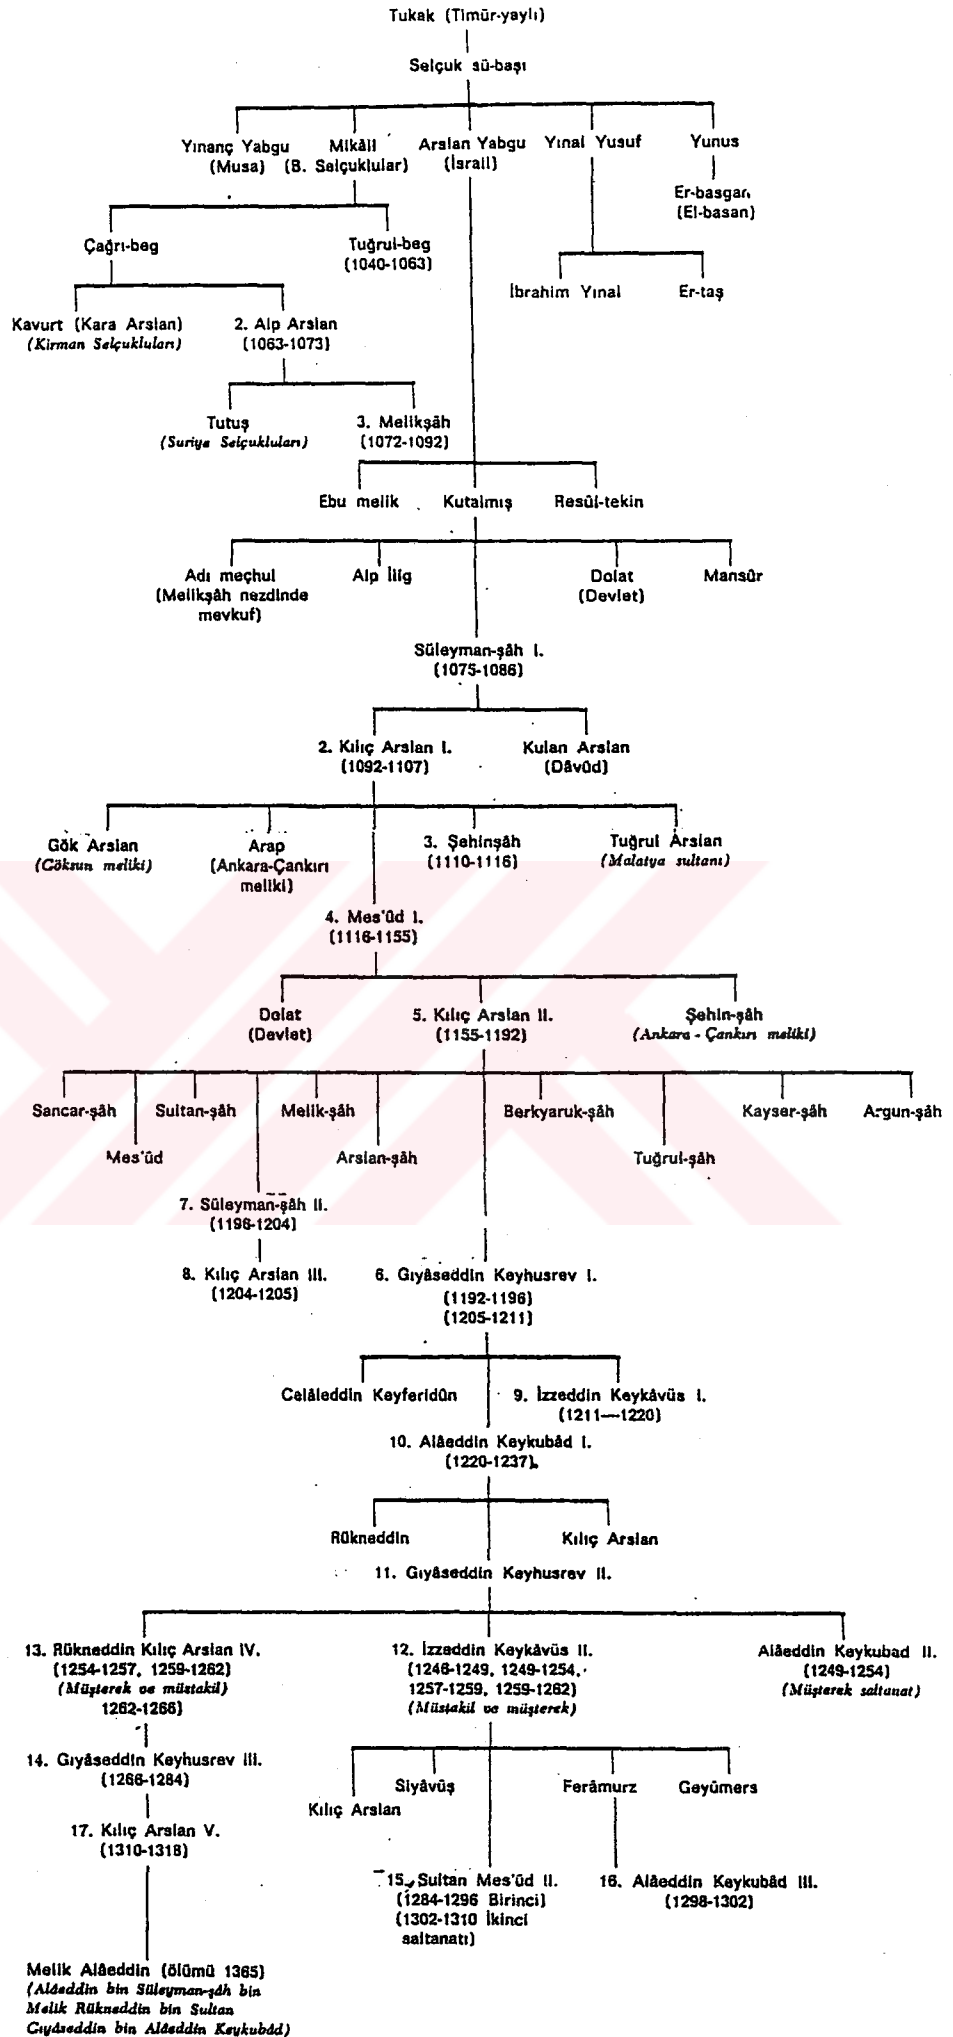 Tukak (Timür-yaylı)
Selçuk sü-başı
Yınanç Yabgu
(Musa)
Mikâil
(B. Selçuklular)
Arslan Yabgu
(İsrail)
Yınal Yusuf
Yunus
Er-basgan
(El-basan)
Çağrı-beg
Tuğrul-beg
(1040-1063)
İbrahim Yınal
Er-taş
Kavurt (Kara Arslan)
(Kirman Selçukluları)
2. Alp Arslan
(1063-1073)
Tutuş
(Suriye Selçukluları)
3. Melikşâh
(1072-1092)
Ebu melik
Kutalmış
Resûl-tekin
Adı meçhul
(Melikşâh nezdinde
mevkuf)
Alp İlig
Dolat
(Devlet)
Mansûr
Süleyman-şâh I.
(1075-1086)
2. Kılıç Arslan I.
(1092-1107)
Kulan Arslan
(Dâvûd)
Gök Arslan
(Göksun meliki)
Arap
(Ankara-Çankırı
meliki)
3. Şehinşâh
(1110-1116)
Tuğrul Arslan
(Malatya sultanı)
4. Mes'ûd I.
(1116-1155)
Dolat
(Devlet)
5. Kılıç Arslan II.
(1155-1192)
Şehin-şâh
(Ankara - Çankırı meliki)
Sancar-şâh
Sultan-şâh
Melik-şâh
Berkyaruk-şâh
Kayser-şâh
Argun-şâh
Mes'ûd
Arslan-şâh
Tuğrul-şâh
7. Süleyman-şâh II.
(1196-1204)
8. Kılıç Arslan III.
(1204-1205)
6. Gıyâseddin Keyhusrev I.
(1192-1196)
(1205-1211)
Celâleddin Keyferidûn
9. İzzeddin Keykâvüs I.
(1211—1220)
10. Alâeddin Keykubâd I.
(1220-1237)
Rükneddin
Kılıç Arslan
11. Gıyâseddin Keyhusrev II.
13. Rükneddin Kılıç Arslan IV.
(1254-1257, 1259-1262)
(Müşterek ve müstakil)
1262-1266)
12. İzzeddin Keykâvüs II.
(1246-1249, 1249-1254,
1257-1259, 1259-1262)
(Müstakil ve müşterek)
Alâeddin Keykubad II.
(1249-1254)
(Müşterek saltanat)
14. Gıyâseddin Keyhusrev III.
(1266-1284)
Kılıç Arslan
Siyâvüş
Ferâmurz
Geyûmers
17. Kılıç Arslan V.
(1310-1318)
15. Sultan Mes'ûd II.
(1284-1296 Birinci)
(1302-1310 İkinci
saltanatı)
16. Alâeddin Keykubâd III.
(1298-1302)
Melik Alâeddin (ölümü 1365)
(Alâeddin bin Süleyman-şâh bin
Melik Rükneddin bin Sultan
Gıyâseddin bin Alâeddin Keykubâd)